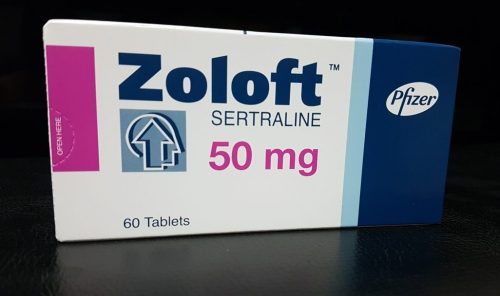 Zoloft™
SERTRALINE
50 mg
60 Tablets
OPEN HERE
Pfizer